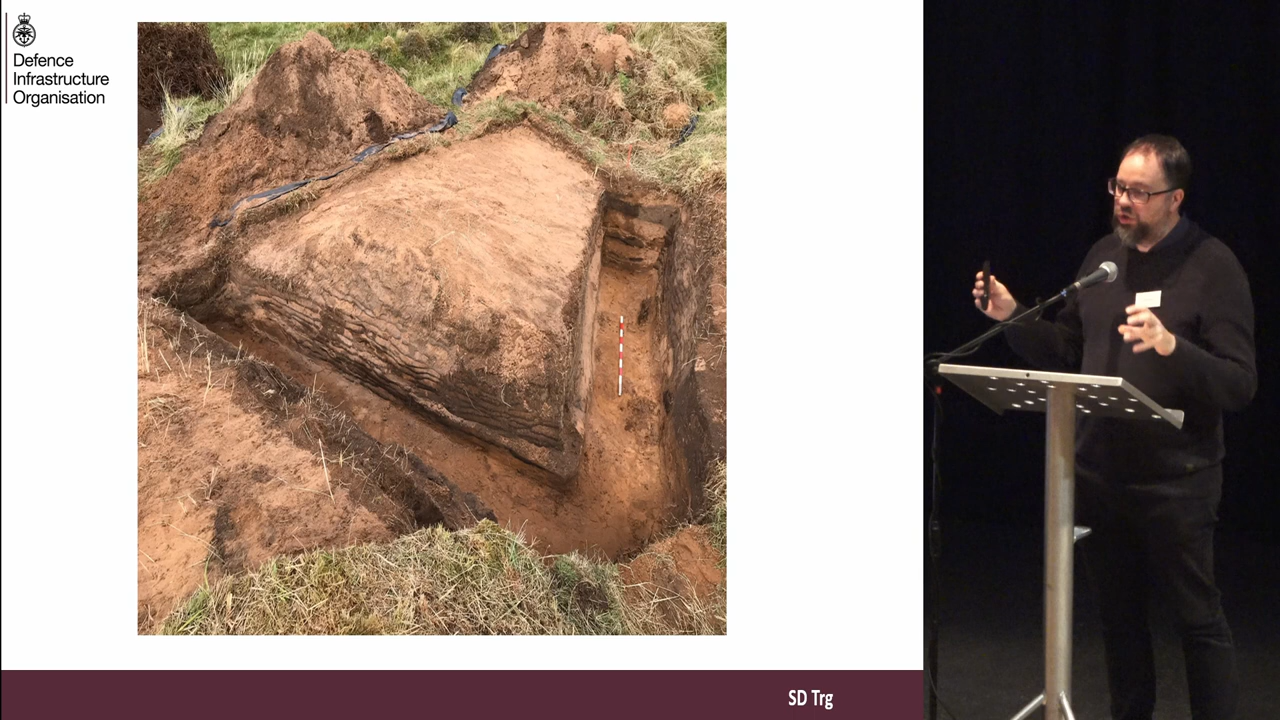 Defence
Infrastructure
Organisation
SD Trg